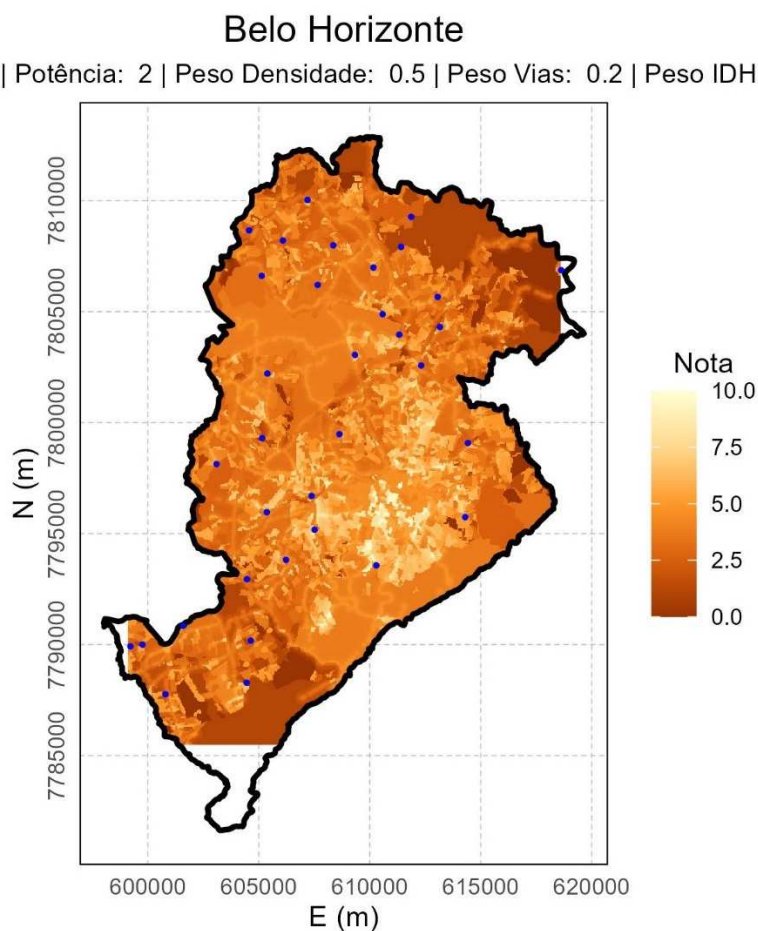 Belo Horizonte
| Potência: 2 | Peso Densidade: 0.5 | Peso Vias: 0.2 | Peso IDH
7810000
7805000
7800000
7795000
7790000
7785000
N (m)
600000 605000 610000 615000 620000
E (m)
Nota
10.0
7.5
5.0
2.5
0.0